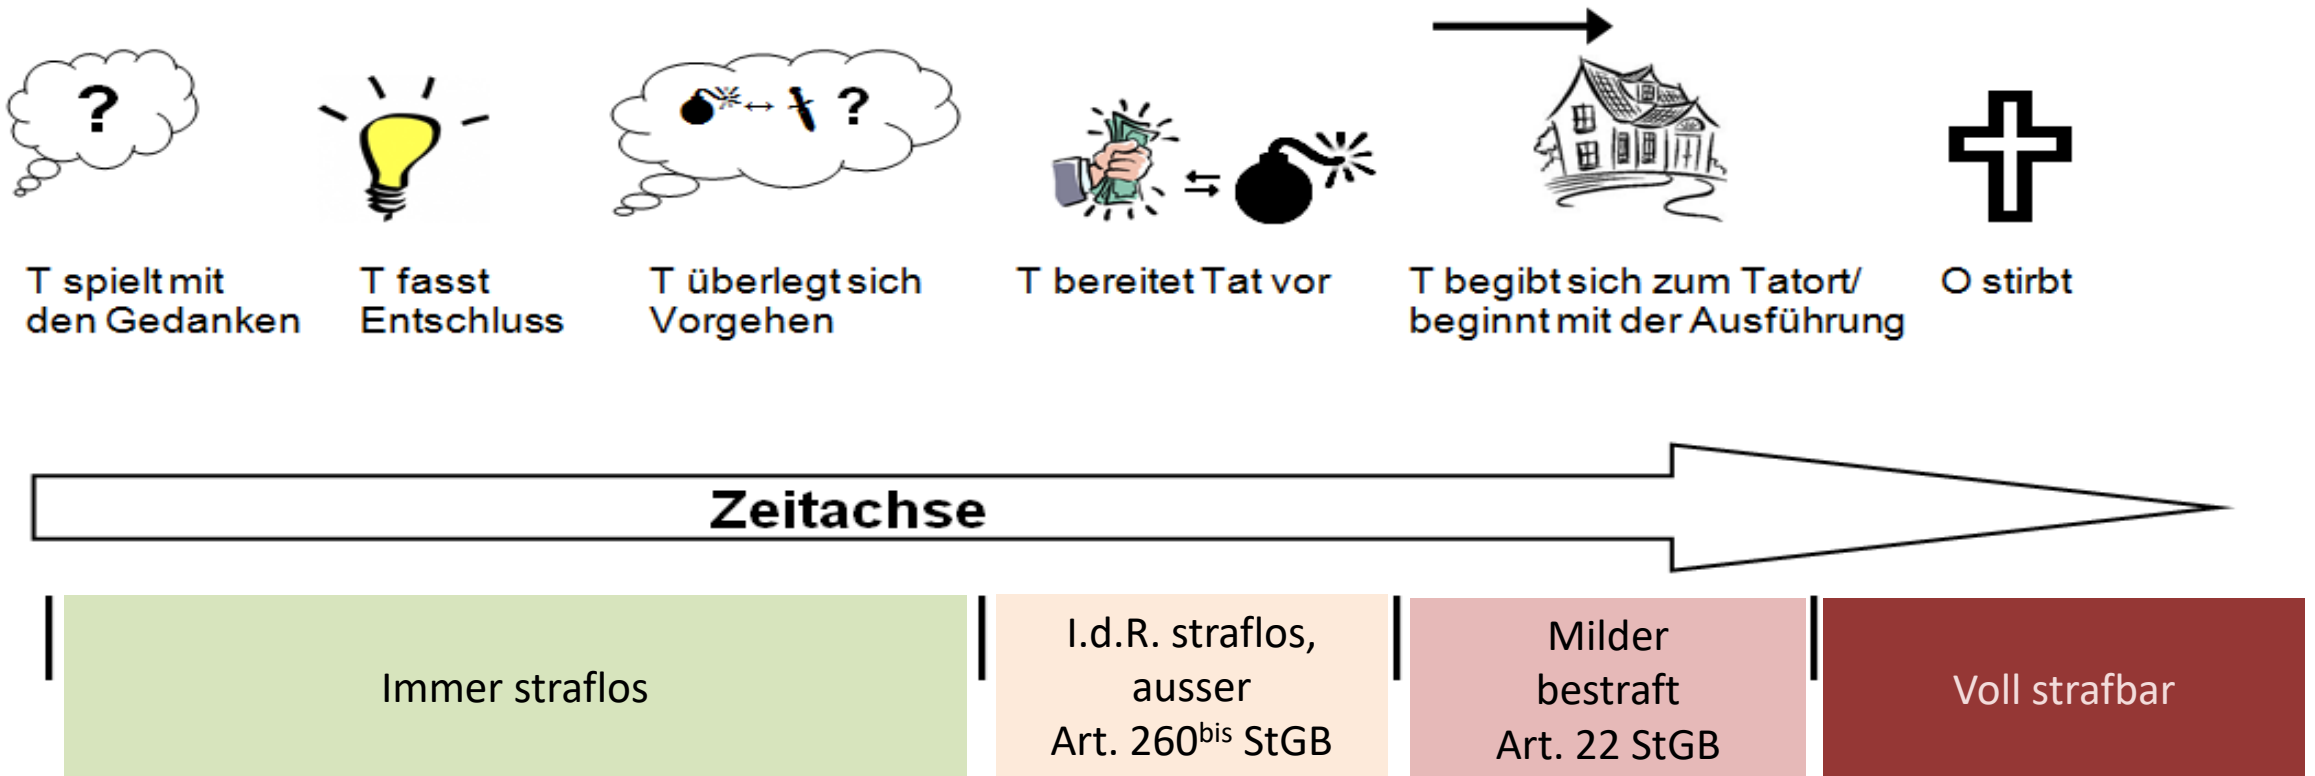 ?
?
T spielt mit
den Gedanken
T fasst
Entschluss
T überlegt sich
Vorgehen
T bereitet Tat vor
T begibt sich zum Tatort/
beginnt mit der Ausführung
O stirbt
Zeitachse
Immer straflos
I.d.R. straflos,
ausser
Art. 260bis StGB
Milder
bestraft
Art. 22 StGB
Voll strafbar